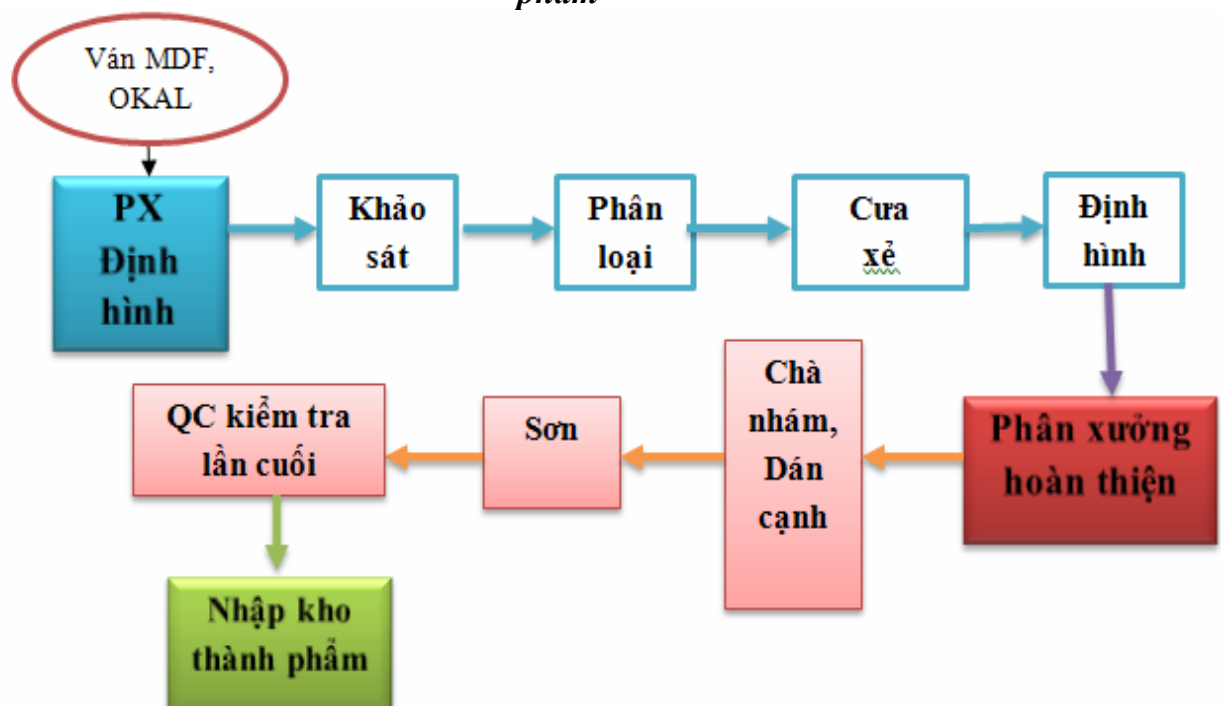 phẩm
Ván MDF,
OKAL
PX
Định
hình
Khảo
sát
Phân
loại
Cưa
xẻ
Định
hình
Phân xưởng
hoàn thiện
Chà
nhám,
Dán
cạnh
Sơn
QC kiểm tra
lần cuối
Nhập kho
thành phẩm